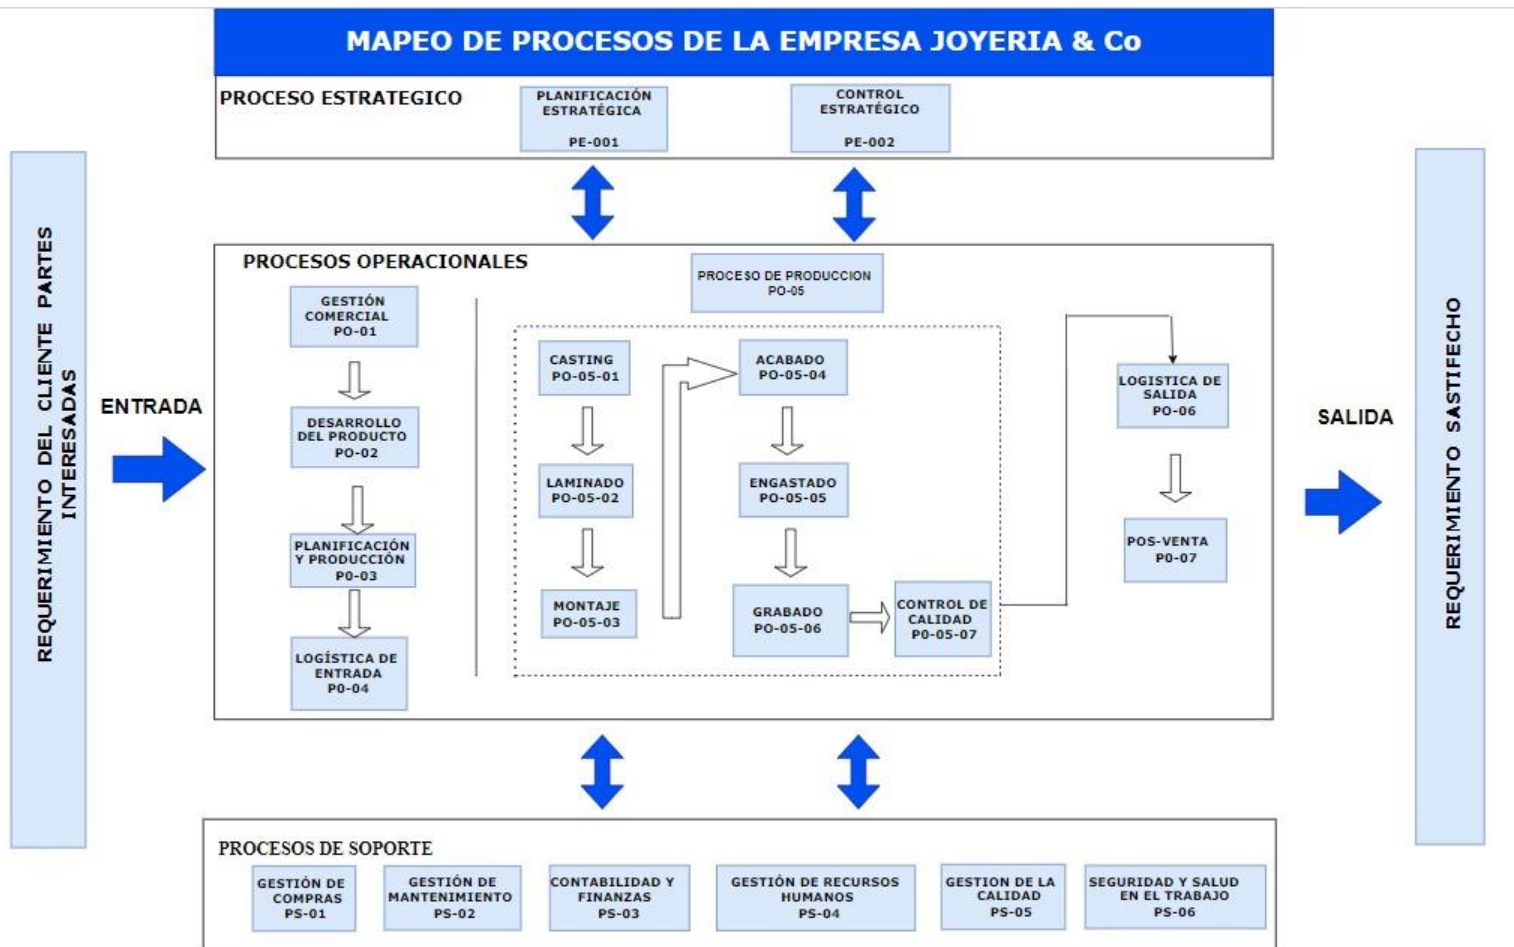 MAPEO DE PROCESOS DE LA EMPRESA JOYERIA & Co
PROCESO ESTRATEGICO
PLANIFICACIÓN
ESTRATÉGICA
PE-001
CONTROL
ESTRATÉGICO
PE-002
REQUERIMIENTO DEL CLIENTE PARTES
INTERESADAS
ENTRADA
PROCESOS OPERACIONALES
GESTIÓN
COMERCIAL
PO-01
DESARROLLO
DEL PRODUCTO
PO-02
PLANIFICACIÓN
Y PRODUCCIÓN
P0-03
LOGÍSTICA DE
ENTRADA
P0-04
PROCESO DE PRODUCCION
PO-05
CASTING
PO-05-01
LAMINADO
PO-05-02
MONTAJE
PO-05-03
ACABADO
PO-05-04
ENGASTADO
PO-05-05
GRABADO
PO-05-06
CONTROL DE
CALIDAD
P0-05-07
LOGISTICA DE
SALIDA
PO-06
POS-VENTA
P0-07
SALIDA
REQUERIMIENTO SASTIFECHO
PROCESOS DE SOPORTE
GESTIÓN DE
COMPRAS
PS-01
GESTIÓN DE
MANTENIMIENTO
PS-02
CONTABILIDAD Y
FINANZAS
PS-03
GESTIÓN DE RECURSOS
HUMANOS
PS-04
GESTION DE LA
CALIDAD
PS-05
SEGURIDAD Y SALUD
EN EL TRABAJO
PS-06